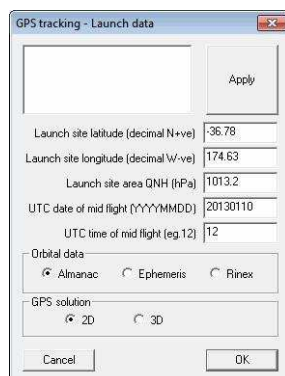 GPS tracking - Launch data
Apply
Launch site latitude (decimal N+ve) -36.78
Launch site longitude (decimal W-ve) 174.63
Launch site area QNH (hPa) 1013.2
UTC date of mid flight (YYYYMMDD) 20130110
UTC time of mid flight (eg.12) 12
Orbital data
Almanac Ephemeris Rinex
GPS solution
2D 3D
Cancel OK